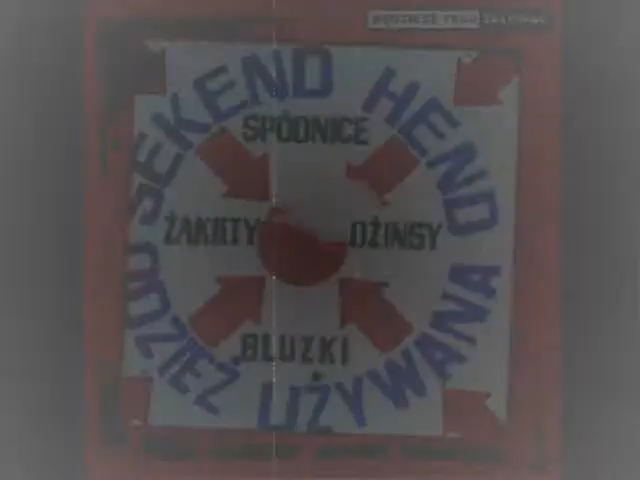 SEKEND HEND
SPÓDNICE
ŻAKIETY DŻINSY
BLUZKI
ODZIEŻ UŻYWANA